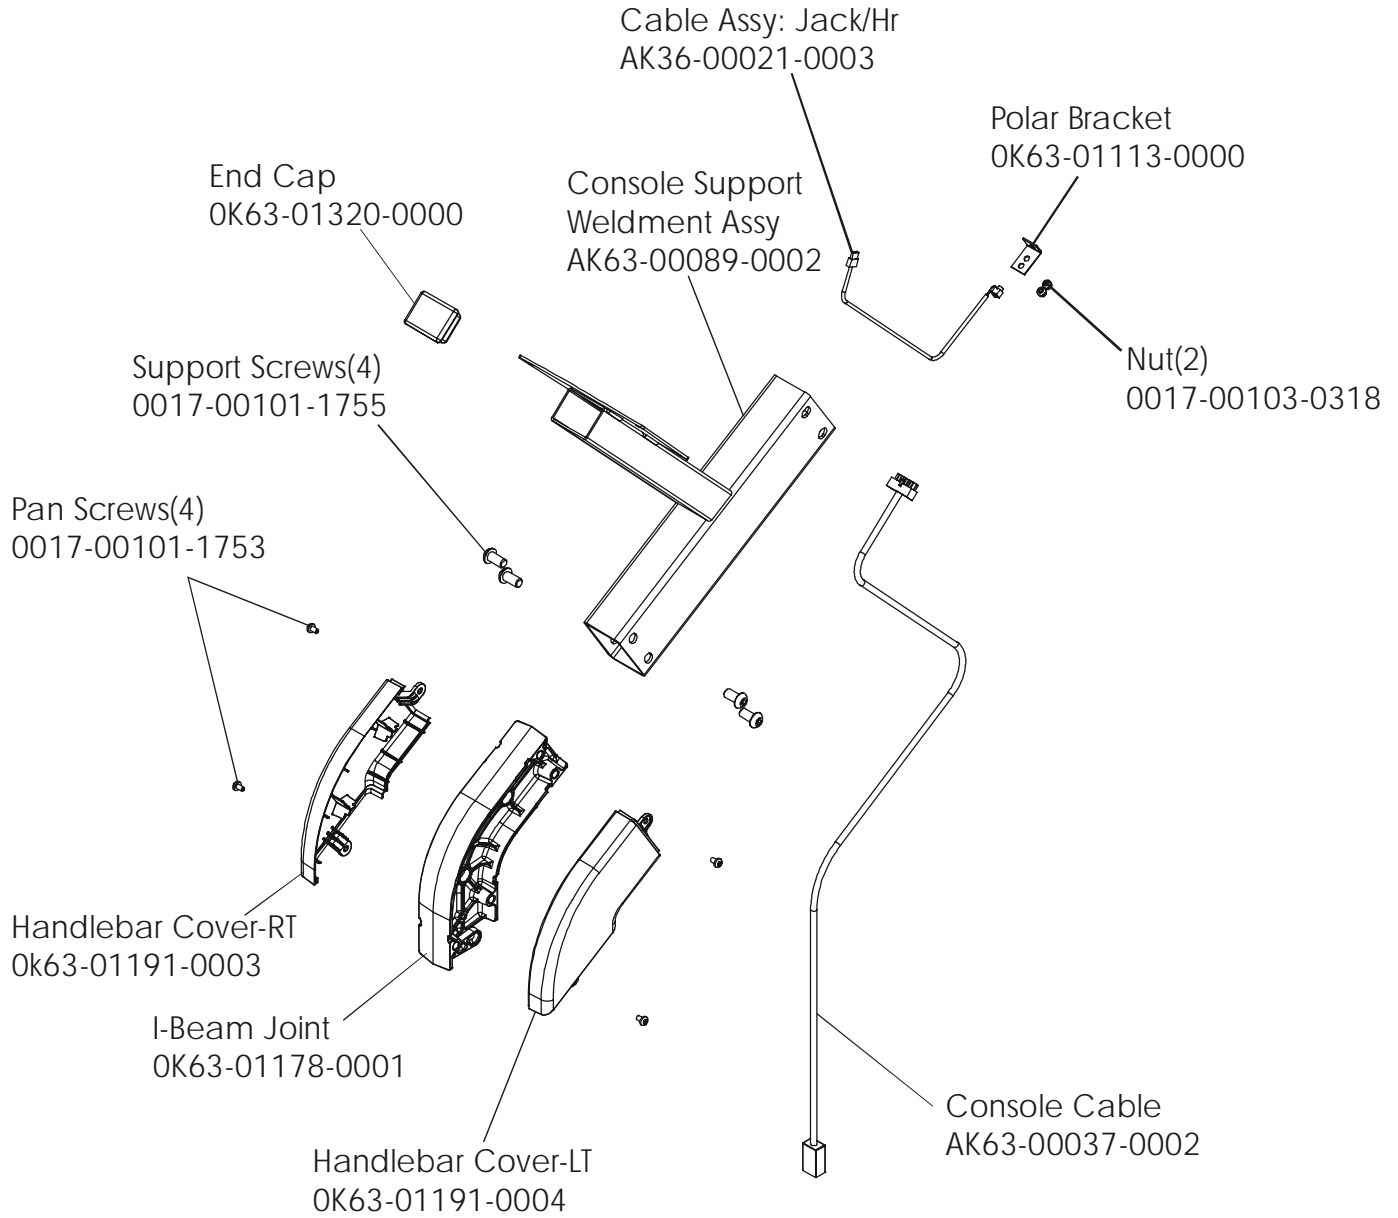 Cable Assy: Jack/Hr
AK36-00021-0003
Polar Bracket
0K63-01113-0000
End Cap
0K63-01320-0000
Console Support
Weldment Assy
AK63-00089-0002
Support Screws(4)
0017-00101-1755
Nut(2)
0017-00103-0318
Pan Screws(4)
0017-00101-1753
Handlebar Cover-RT
0k63-01191-0003
I-Beam Joint
0K63-01178-0001
Handlebar Cover-LT
0K63-01191-0004
Console Cable
AK63-00037-0002